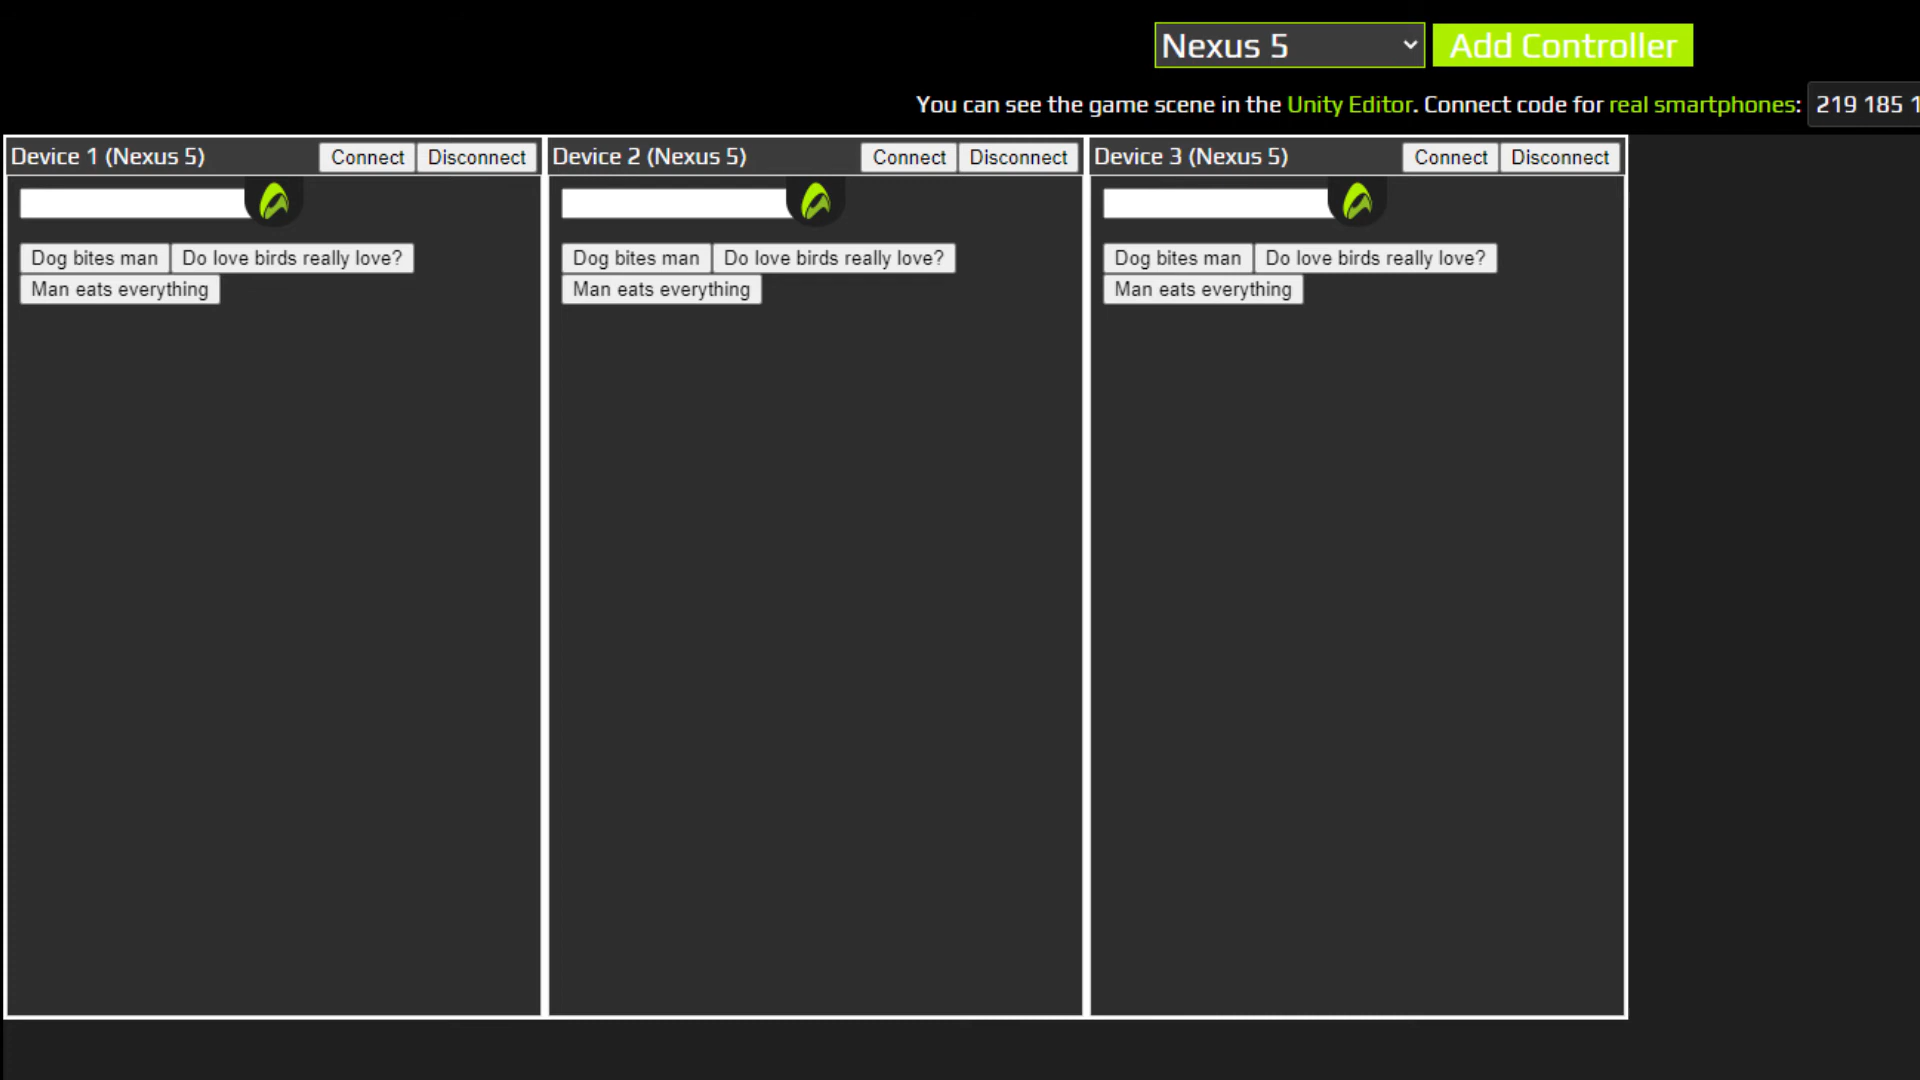 Nexus 5 Add Controller
You can see the game scene in the Unity Editor. Connect code for real smartphones: 219 185 1
Device 1 (Nexus 5) Connect Disconnect
Dog bites man Do love birds really love?
Man eats everything
Device 2 (Nexus 5) Connect Disconnect
Dog bites man Do love birds really love?
Man eats everything
Device 3 (Nexus 5) Connect Disconnect
Dog bites man Do love birds really love?
Man eats everything